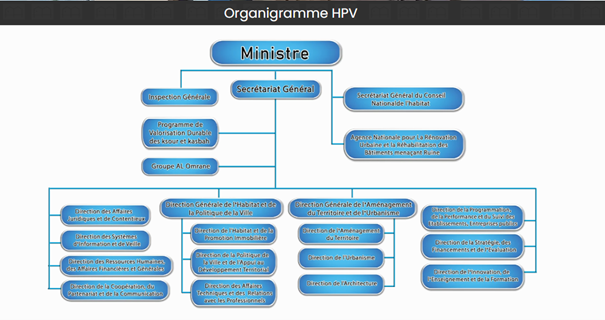 Organigramme HPV
Ministre
Inspection Générale
Secrétariat Général
Secrétariat Général du Conseil
National de l'habitat
Programme de
Valorisation Durable
des ksour et kasbah
Agence Nationale pour La Rénovation
Urbaine et la Réhabilitation des
Bâtiments menaçant Ruine
Groupe AL Omrane
Direction des Affaires
Juridiques et de Contentieux
Direction des Systèmes
d'Information et de Veille
Direction des Ressources Humaines,
des Affaires Financières et Générales
Direction de la Coopération, du
Partenariat et de la Communication
Direction Générale de l'Habitat et de
la Politique de la Ville
Direction de l'Habitat et de la
Promotion Immobilière
Direction de la Politique de
la Ville et de l'Appui au
Développement Territorial
Direction des Affaires
Techniques et des Relations
avec les Professionnels
Direction Générale de l'Aménagement
du Territoire et de l'Urbanisme
Direction de l'Aménagement
du Territoire
Direction de l'Urbanisme
Direction de l'Architecture
Direction de la Programmation,
de la Performance et du Suivi des
Etablissements, Entreprises publics
Direction de la Stratégie, des
Financements et de l'Evaluation
Direction de l'Innovation, de
l'Enseignement et de la Formation